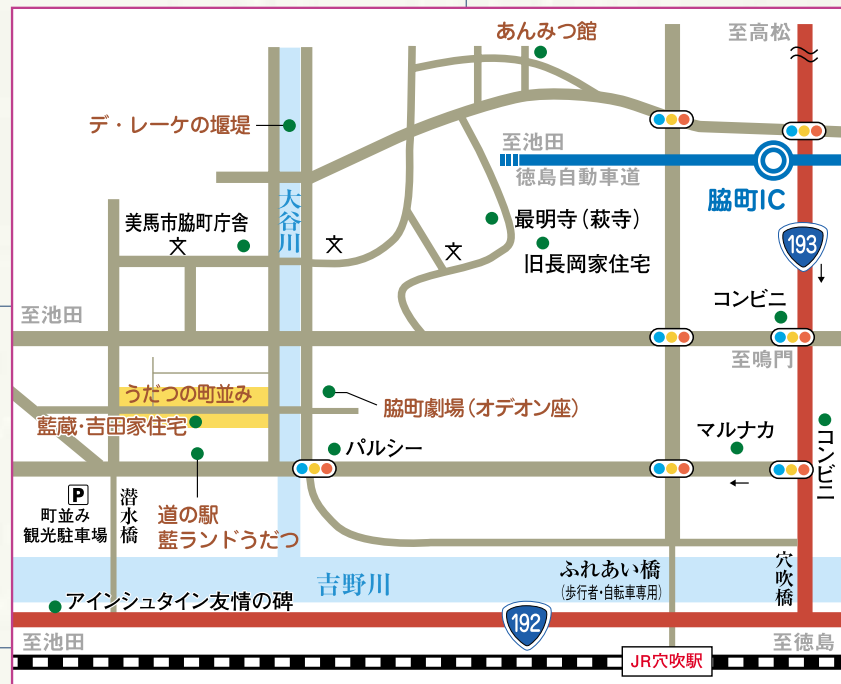 あんみつ館
至高松
デ・レーケの堰堤
至池田
徳島自動車道
脇町IC
大谷川
美馬市脇町庁舎
文
文
文
最明寺（萩寺）
旧長岡家住宅
193
コンビニ
至池田
至鳴門
うだつの町並み
藍蔵・吉田家住宅
脇町劇場（オデオン座）
パルシー
マルナカ
コンビニ
P
町並み
観光駐車場
潜水橋
道の駅
藍ランドうだつ
吉野川
ふれあい橋
（歩行者・自転車専用）
穴吹橋
アインシュタイン友情の碑
192
至池田
至徳島
JR穴吹駅